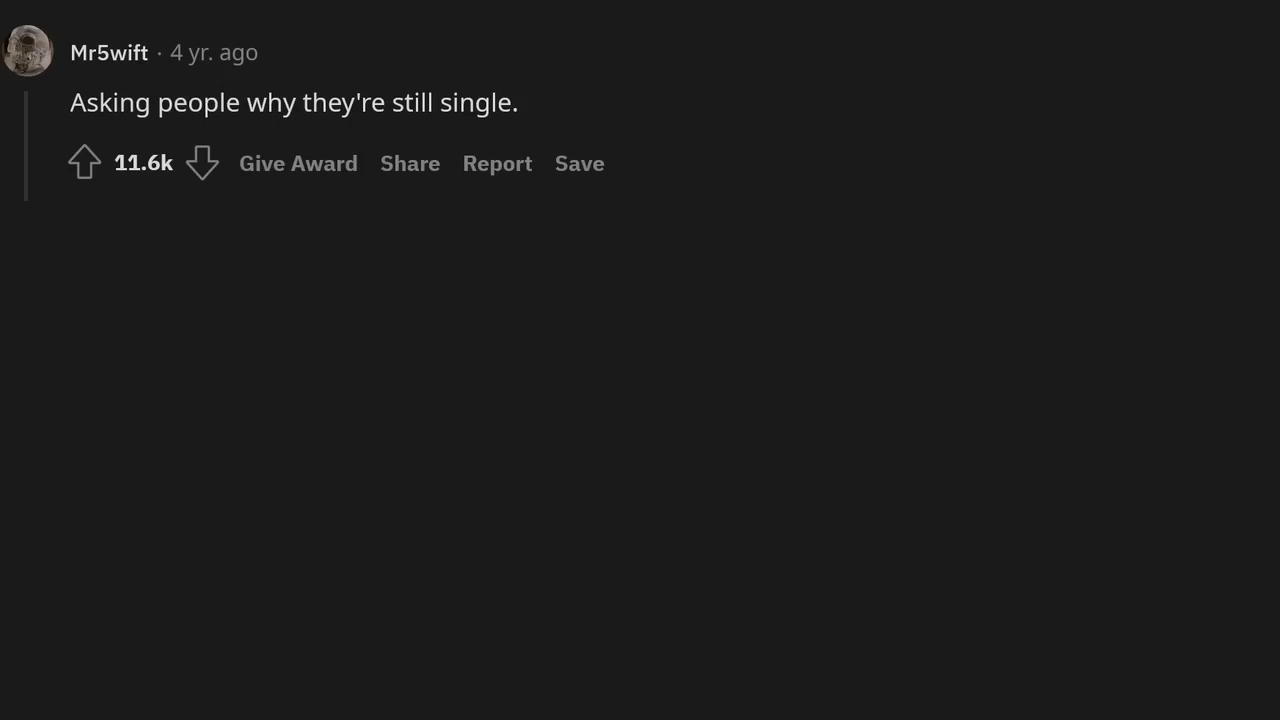 Mr5wift · 4 yr. ago
Asking people why they're still single.
11.6k Give Award Share Report Save